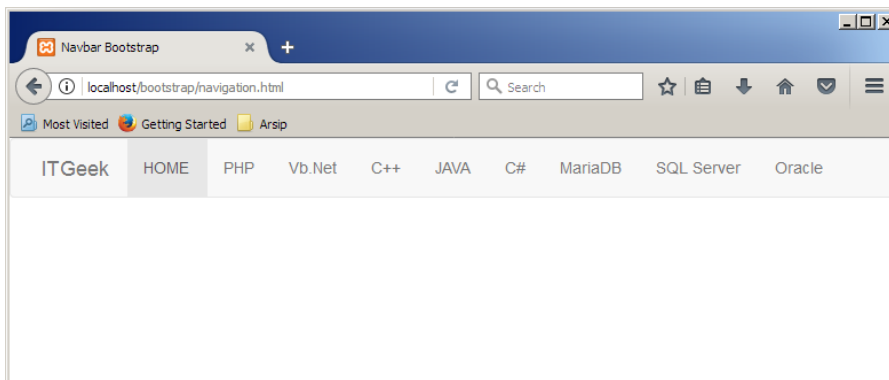 Navbar Bootstrap
localhost/bootstrap/navigation.html
Search
Most Visited Getting Started Arsip
ITGeek HOME PHP Vb.Net C++ JAVA C# MariaDB SQL Server Oracle